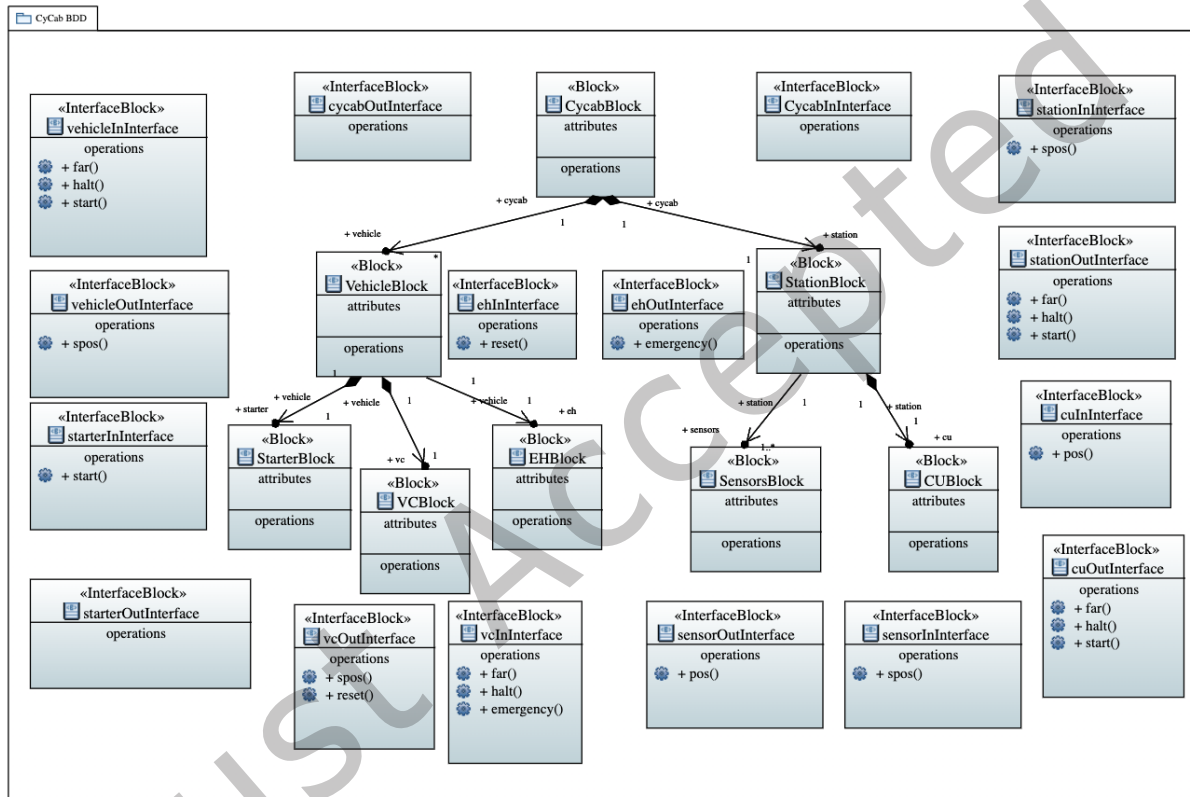 CyCab BDD
«InterfaceBlock»
vehicleInInterface
operations
+ far()
+ halt()
+ start()
«InterfaceBlock»
cycabOutInterface
operations
«Block»
CycabBlock
attributes
operations
«InterfaceBlock»
CycabInInterface
operations
«InterfaceBlock»
stationInInterface
operations
+ spos()
+ cycab
1
+ cycab
1
+ vehicle
*
+ station
1
«InterfaceBlock»
vehicleOutInterface
operations
+ spos()
«Block»
VehicleBlock
attributes
operations
«InterfaceBlock»
ehInInterface
operations
+ reset()
«InterfaceBlock»
ehOutInterface
operations
+ emergency()
«Block»
StationBlock
attributes
operations
«InterfaceBlock»
stationOutInterface
operations
+ far()
+ halt()
+ start()
1
+ vehicle
+ starter
1
+ vehicle
1
+ vc
1
1
+ vehicle
1
+ eh
+ station
1
+ sensors
1..*
+ station
1
1
+ cu
«InterfaceBlock»
starterInInterface
operations
+ start()
«Block»
StarterBlock
attributes
operations
«Block»
VCBlock
attributes
operations
«Block»
EHBlock
attributes
operations
«Block»
SensorsBlock
attributes
operations
«Block»
CUBlock
attributes
operations
«InterfaceBlock»
cuInInterface
operations
+ pos()
«InterfaceBlock»
starterOutInterface
operations
«InterfaceBlock»
vcOutInterface
operations
+ spos()
+ reset()
«InterfaceBlock»
vcInInterface
operations
+ far()
+ halt()
+ emergency()
«InterfaceBlock»
sensorOutInterface
operations
+ pos()
«InterfaceBlock»
sensorInInterface
operations
+ spos()
«InterfaceBlock»
cuOutInterface
operations
+ far()
+ halt()
+ start()
ust Accepted